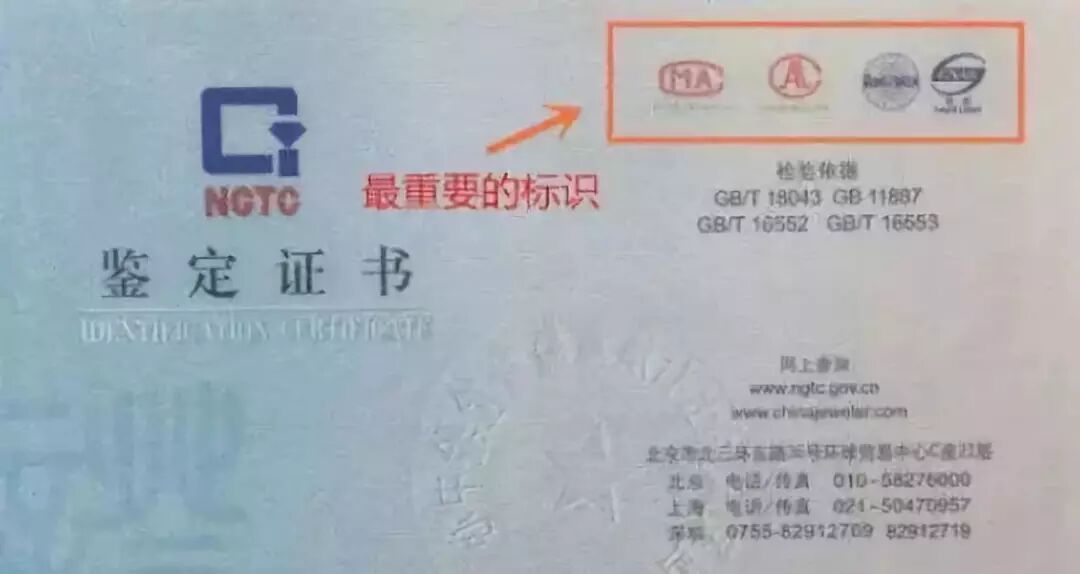 NGTC
鉴定证书
IDENTIFICATION CERTIFICATE
最重要的标识
MA
检验依据
GB/T 18043 GB 11887
GB/T 16552 GB/T 16553
网上查询
www.ngtc.gov.cn
www.chinajeweler.com
北京市北三环东路36号环球贸易中心C座22层
北京 电话/传真 010-58276000
上海 电话/传真 021-50470957
深圳 0755-82912709 82912719